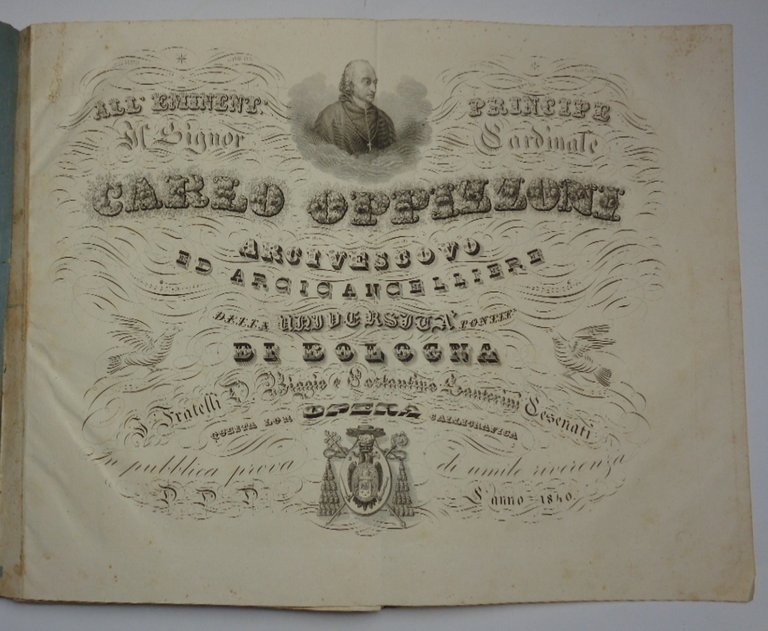 ALL' EMINENT.° PRINCIPE
Il Signor Cardinale
CARLO OPPIZZONI
ARCIVESCOVO
ED ARCICANCELLIERE
DELLA UNIVERSITA' PONTIF.
DI BOLOGNA
I Fratelli D. Biagio e Costantino Santerini Cesenati
QUESTA LOR OPERA CALLIGRAFICA
In pubblica prova di umile riverenza
D. D. D. L'anno 1840.